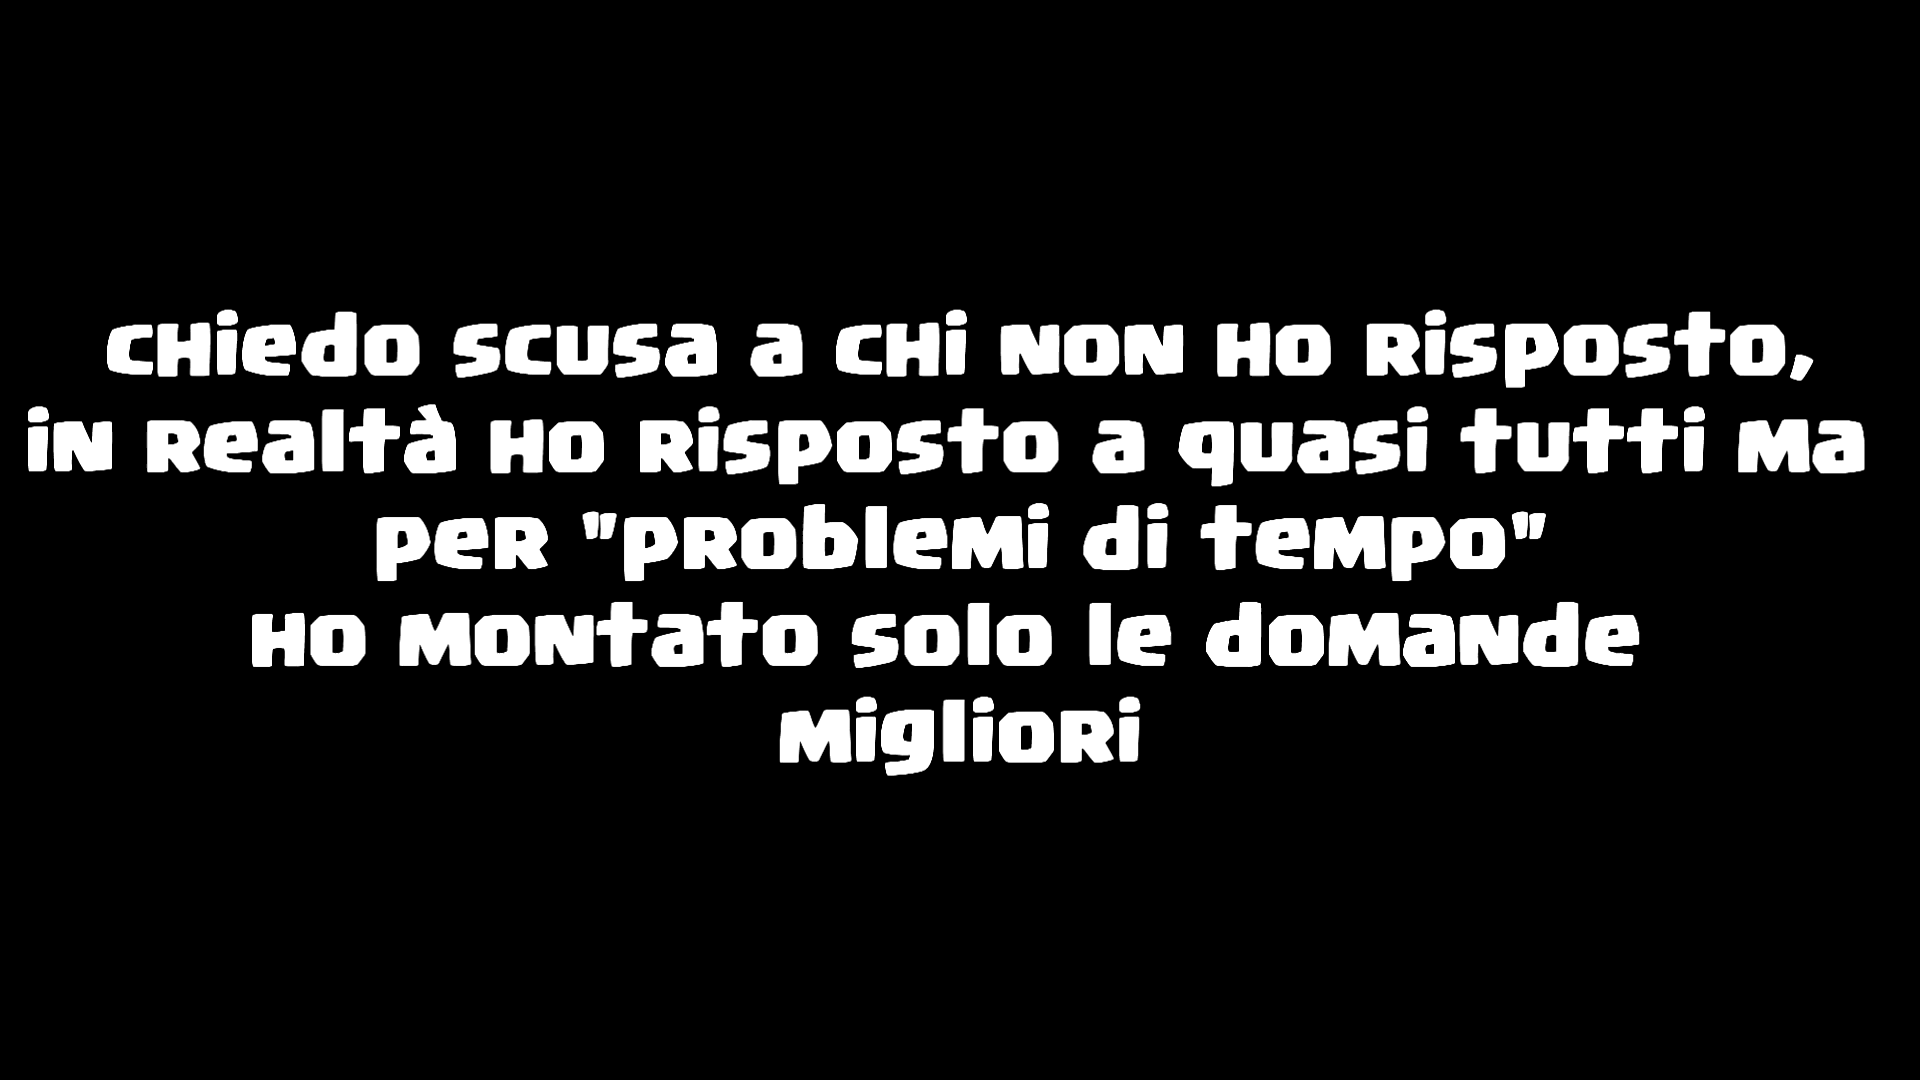 chiedo scusa a chi non ho risposto,
in realtà ho risposto a quasi tutti ma
per "problemi di tempo"
ho montato solo le domande
migliori